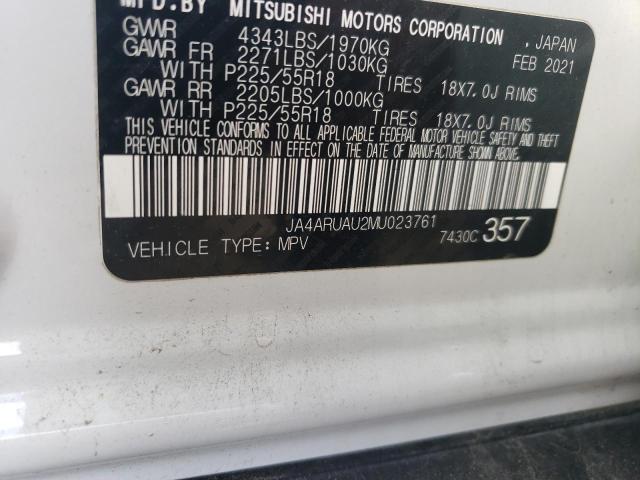 MFD.BY MITSUBISHI MOTORS CORPORATION , JAPAN
GVWR 4343LBS/1970KG FEB 2021
GAWR FR 2271LBS/1030KG
WITH P225/55R18 TIRES 18X7.0J RIMS
GAWR RR 2205LBS/1000KG
WITH P225/55R18 TIRES 18X7.0J RIMS
THIS VEHICLE CONFORMS TO ALL APPLICABLE FEDERAL MOTOR VEHICLE SAFETY AND THEFT
PREVENTION STANDARDS IN EFFECT ON THE DATE OF MANUFACTURE SHOWN ABOVE.
JA4ARUAU2MU023761
VEHICLE TYPE: MPV 7430C 357